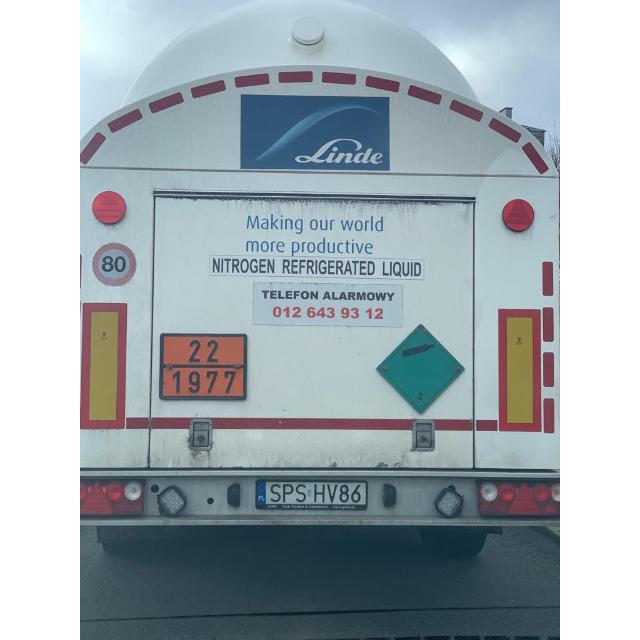 Linde
Making our world
more productive
NITROGEN REFRIGERATED LIQUID
TELEFON ALARMOWY
012 643 93 12
80
22
1977
2
PL
SPS HV86